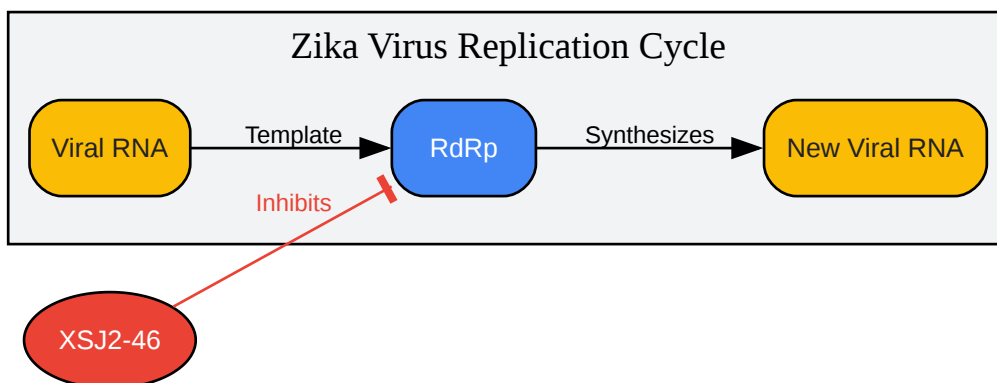 Zika Virus Replication Cycle
Viral RNA
Template
RdRp
Synthesizes
New Viral RNA
Inhibits
XSJ2-46